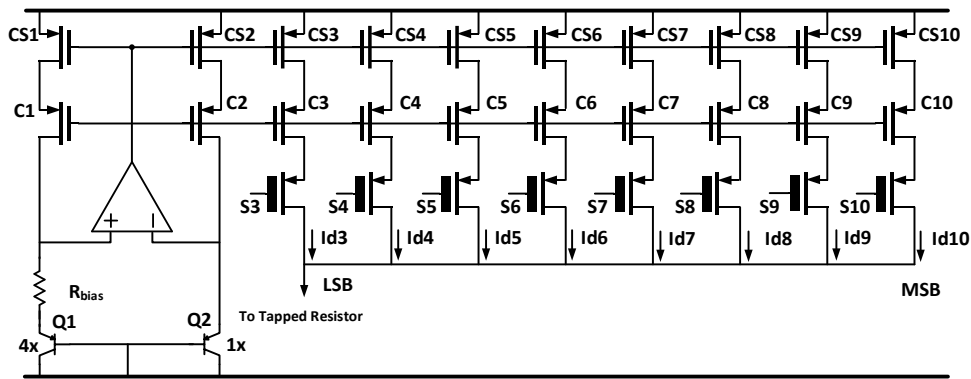 CS1 CS2 CS3 CS4 CS5 CS6 CS7 CS8 CS9 CS10
C1 C2 C3 C4 C5 C6 C7 C8 C9 C10
S3 S4 S5 S6 S7 S8 S9 S10
+ −
Id3 Id4 Id5 Id6 Id7 Id8 Id9 Id10
Rbias
LSB MSB
To Tapped Resistor
Q1 Q2
4x 1x